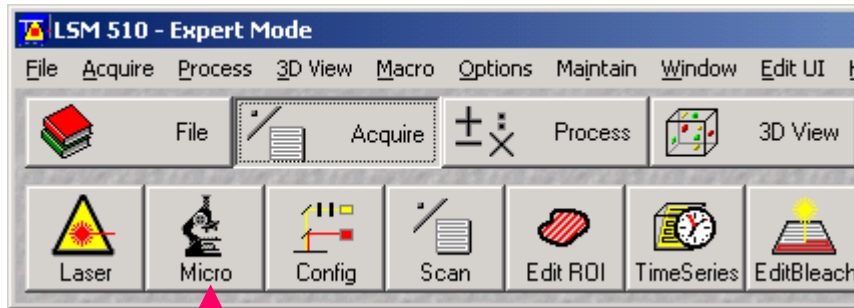 LSM 510 - Expert Mode
File Acquire Process 3D View Macro Options Maintain Window Edit UI
File Acquire Process 3D View
Laser Micro Config Scan Edit ROI TimeSeries EditBleach